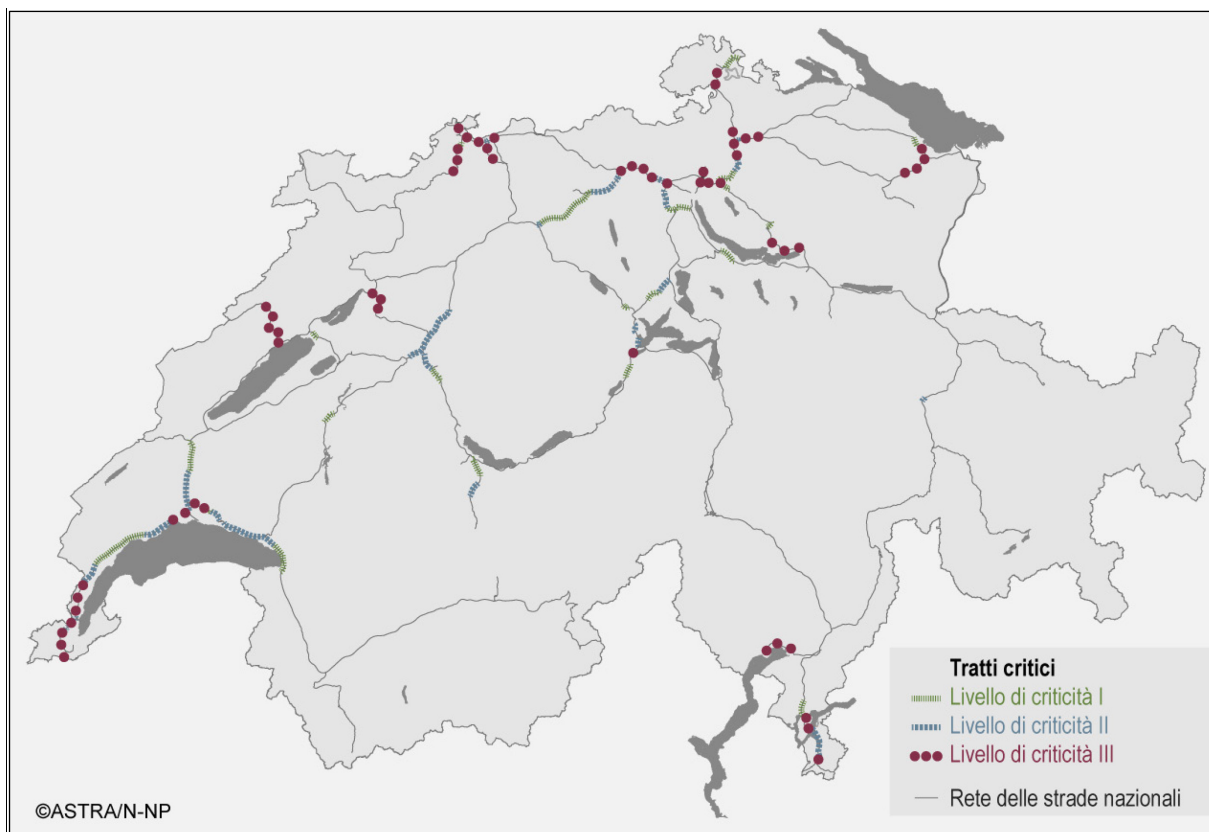 Tratti critici
Livello di criticità I
Livello di criticità II
Livello di criticità III
Rete delle strade nazionali
©ASTRA/N-NP